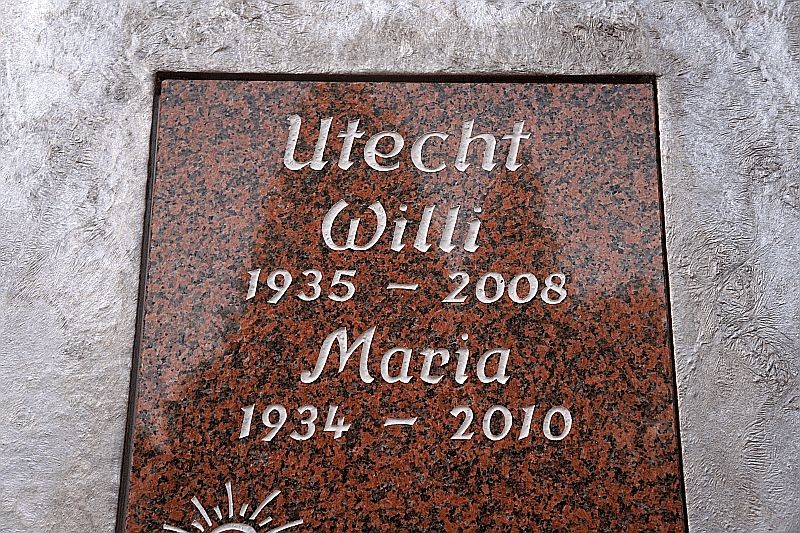 Utecht
Willi
1935 – 2008
Maria
1934 – 2010